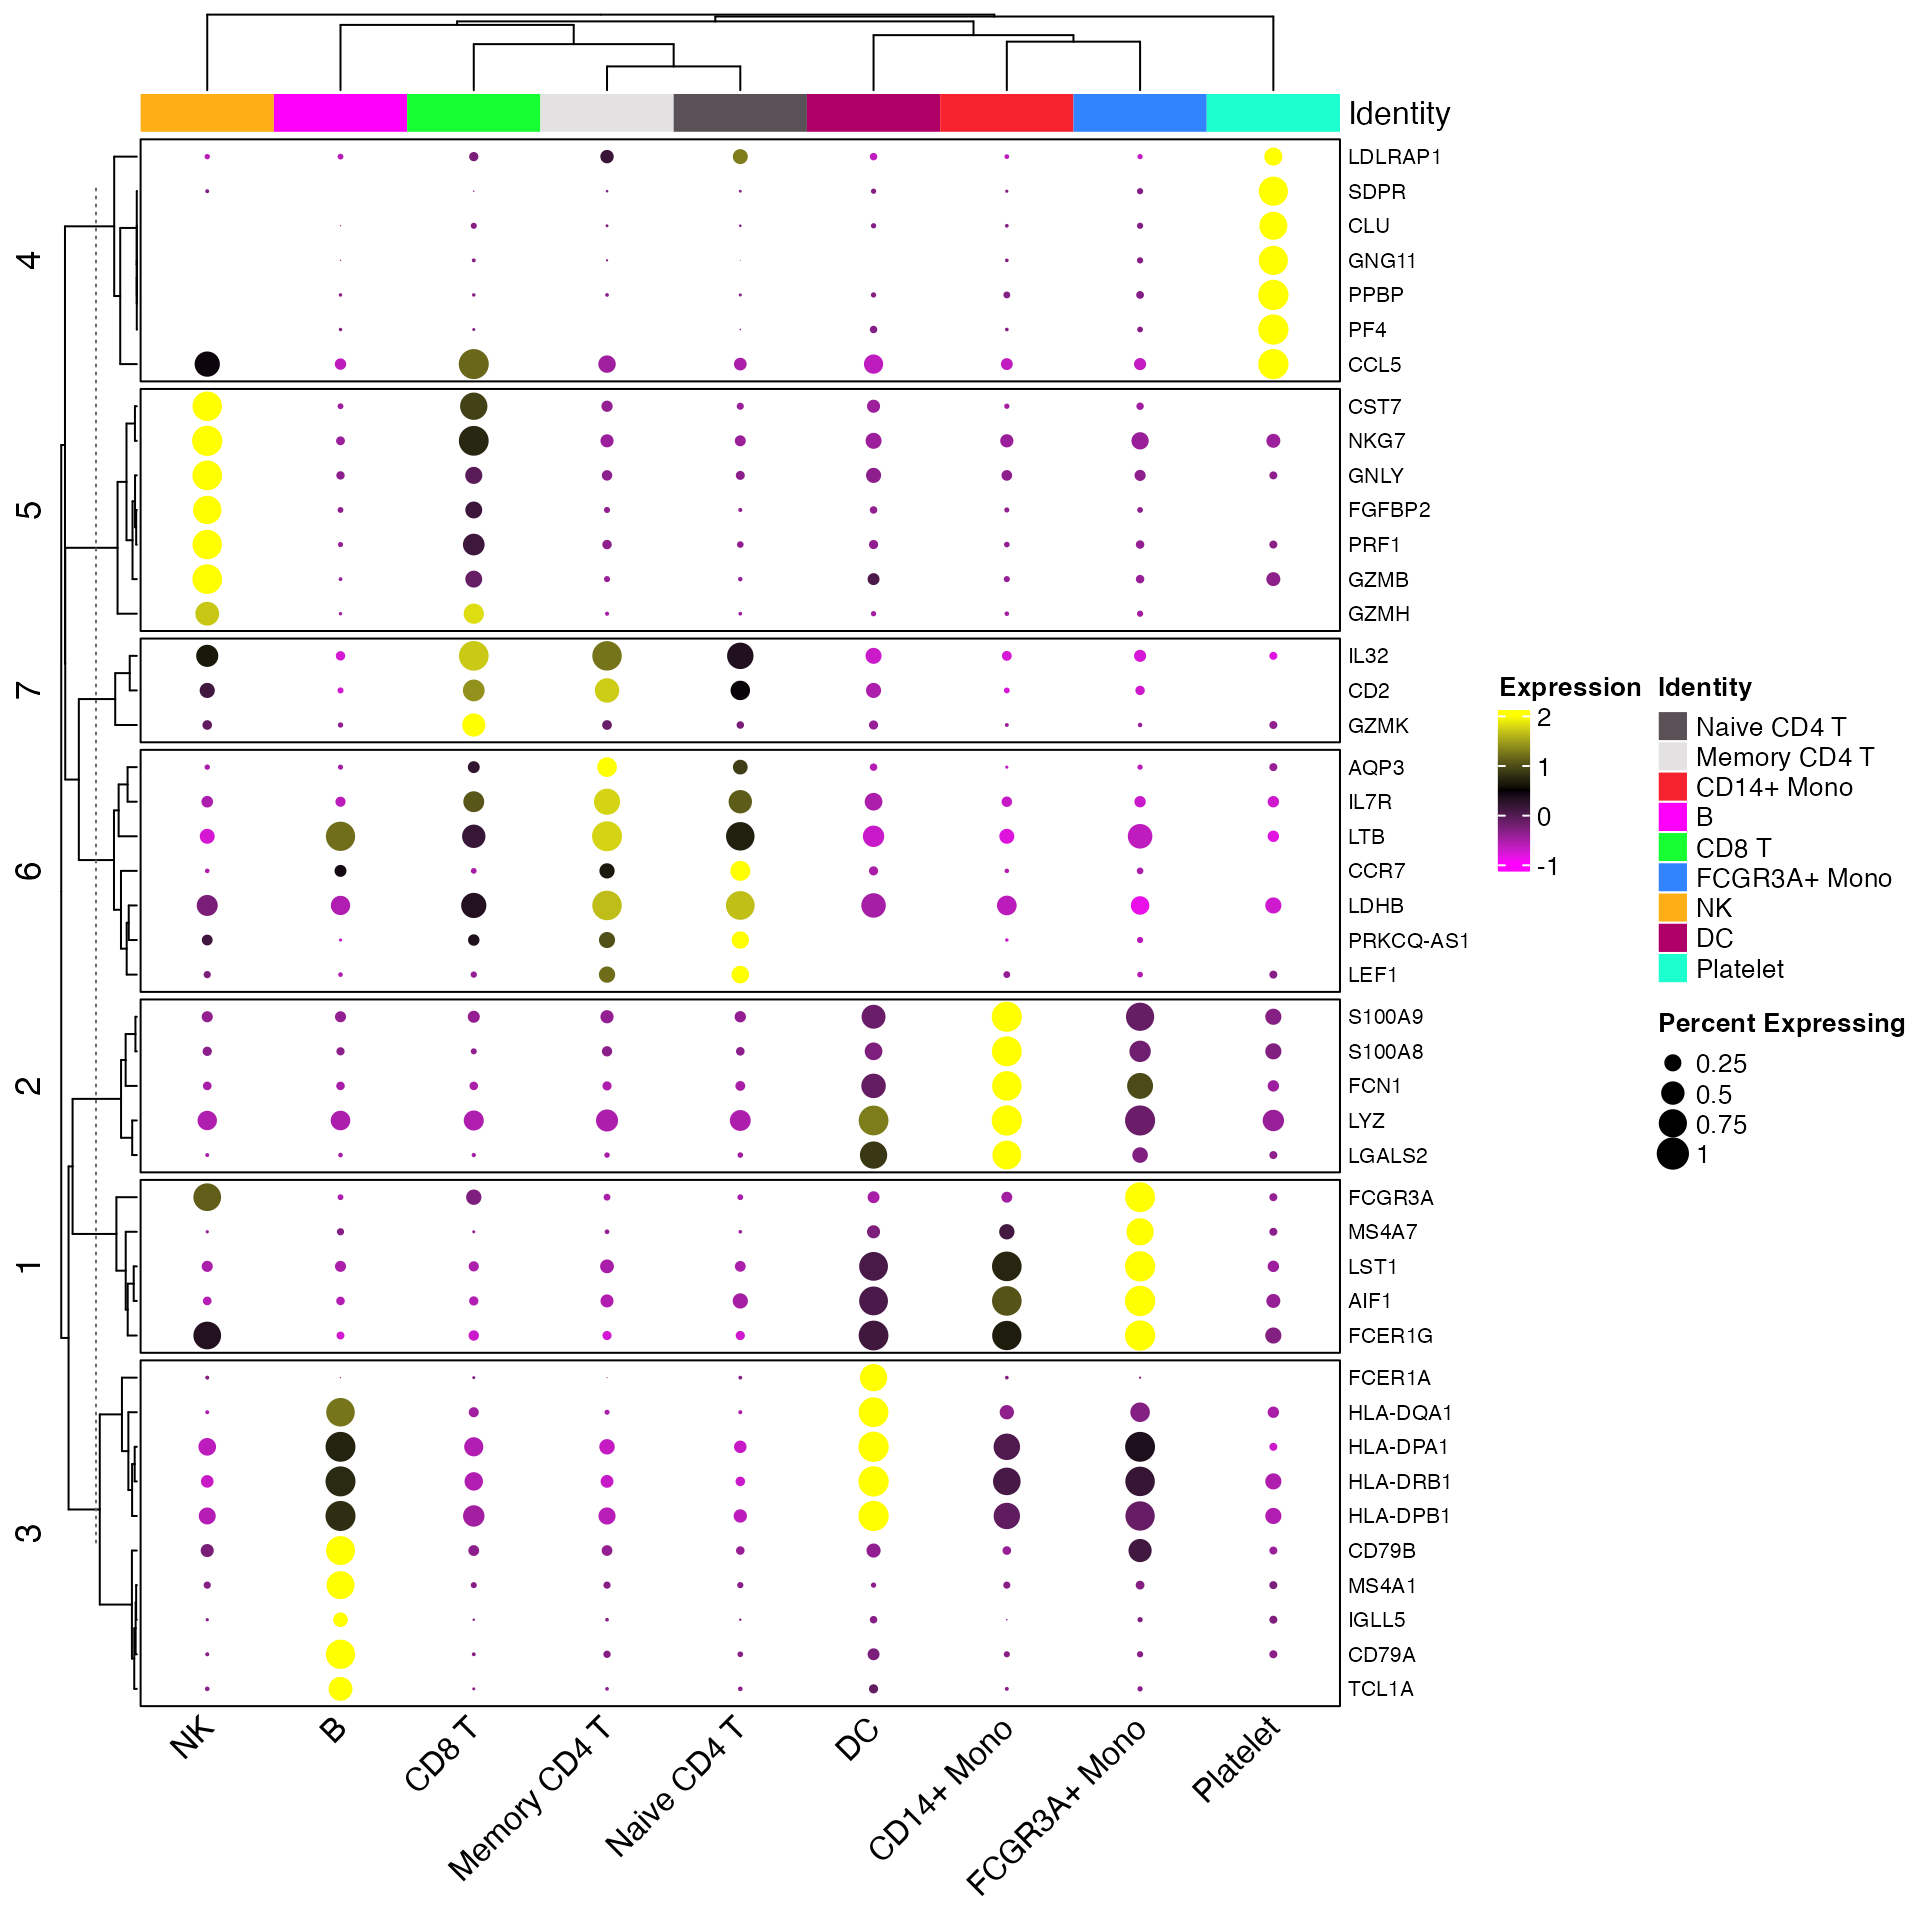 Identity
4
LDLRAP1
SDPR
CLU
GNG11
PPBP
PF4
CCL5
5
CST7
NKG7
GNLY
FGFBP2
PRF1
GZMB
GZMH
7
IL32
CD2
GZMK
6
AQP3
IL7R
LTB
CCR7
LDHB
PRKCQ-AS1
LEF1
2
S100A9
S100A8
FCN1
LYZ
LGALS2
1
FCGR3A
MS4A7
LST1
AIF1
FCER1G
3
FCER1A
HLA-DQA1
HLA-DPA1
HLA-DRB1
HLA-DPB1
CD79B
MS4A1
IGLL5
CD79A
TCL1A
NK
B
CD8 T
Memory CD4 T
Naive CD4 T
DC
CD14+ Mono
FCGR3A+ Mono
Platelet
Expression
2
1
0
-1
Identity
Naive CD4 T
Memory CD4 T
CD14+ Mono
B
CD8 T
FCGR3A+ Mono
NK
DC
Platelet
Percent Expressing
0.25
0.5
0.75
1